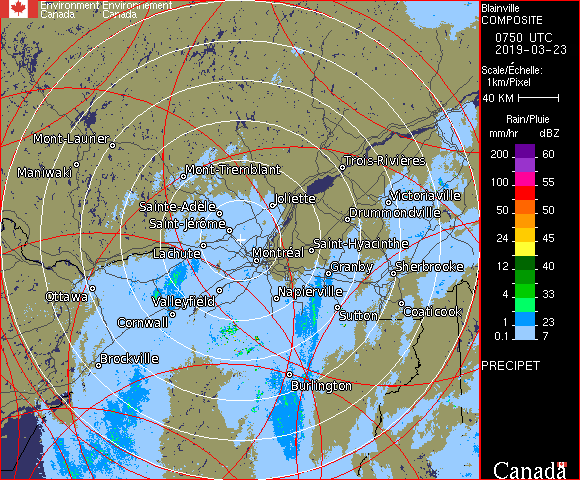 Environment Environnement
Canada Canada
Blainville
COMPOSITE
0750 UTC
2019-03-23
Scale/Échelle:
1km/Pixel
40 KM
Rain/Pluie
mm/hr dBZ
200 60
100 55
50 50
24 45
12 40
4 33
1 23
0.1 7
PRECIPET
Canada
Mont-Laurier
Maniwaki
Mont-Tremblant
Trois-Rivières
Sainte-Adele
Joliette
Victoriaville
Saint-Jérôme
Drummondville
Lachute
Montréal
Saint-Hyacinthe
Granby
Sherbrooke
Ottawa
Valleyfield
Napierville
Cornwall
Sutton
Coaticook
Brockville
Burlington